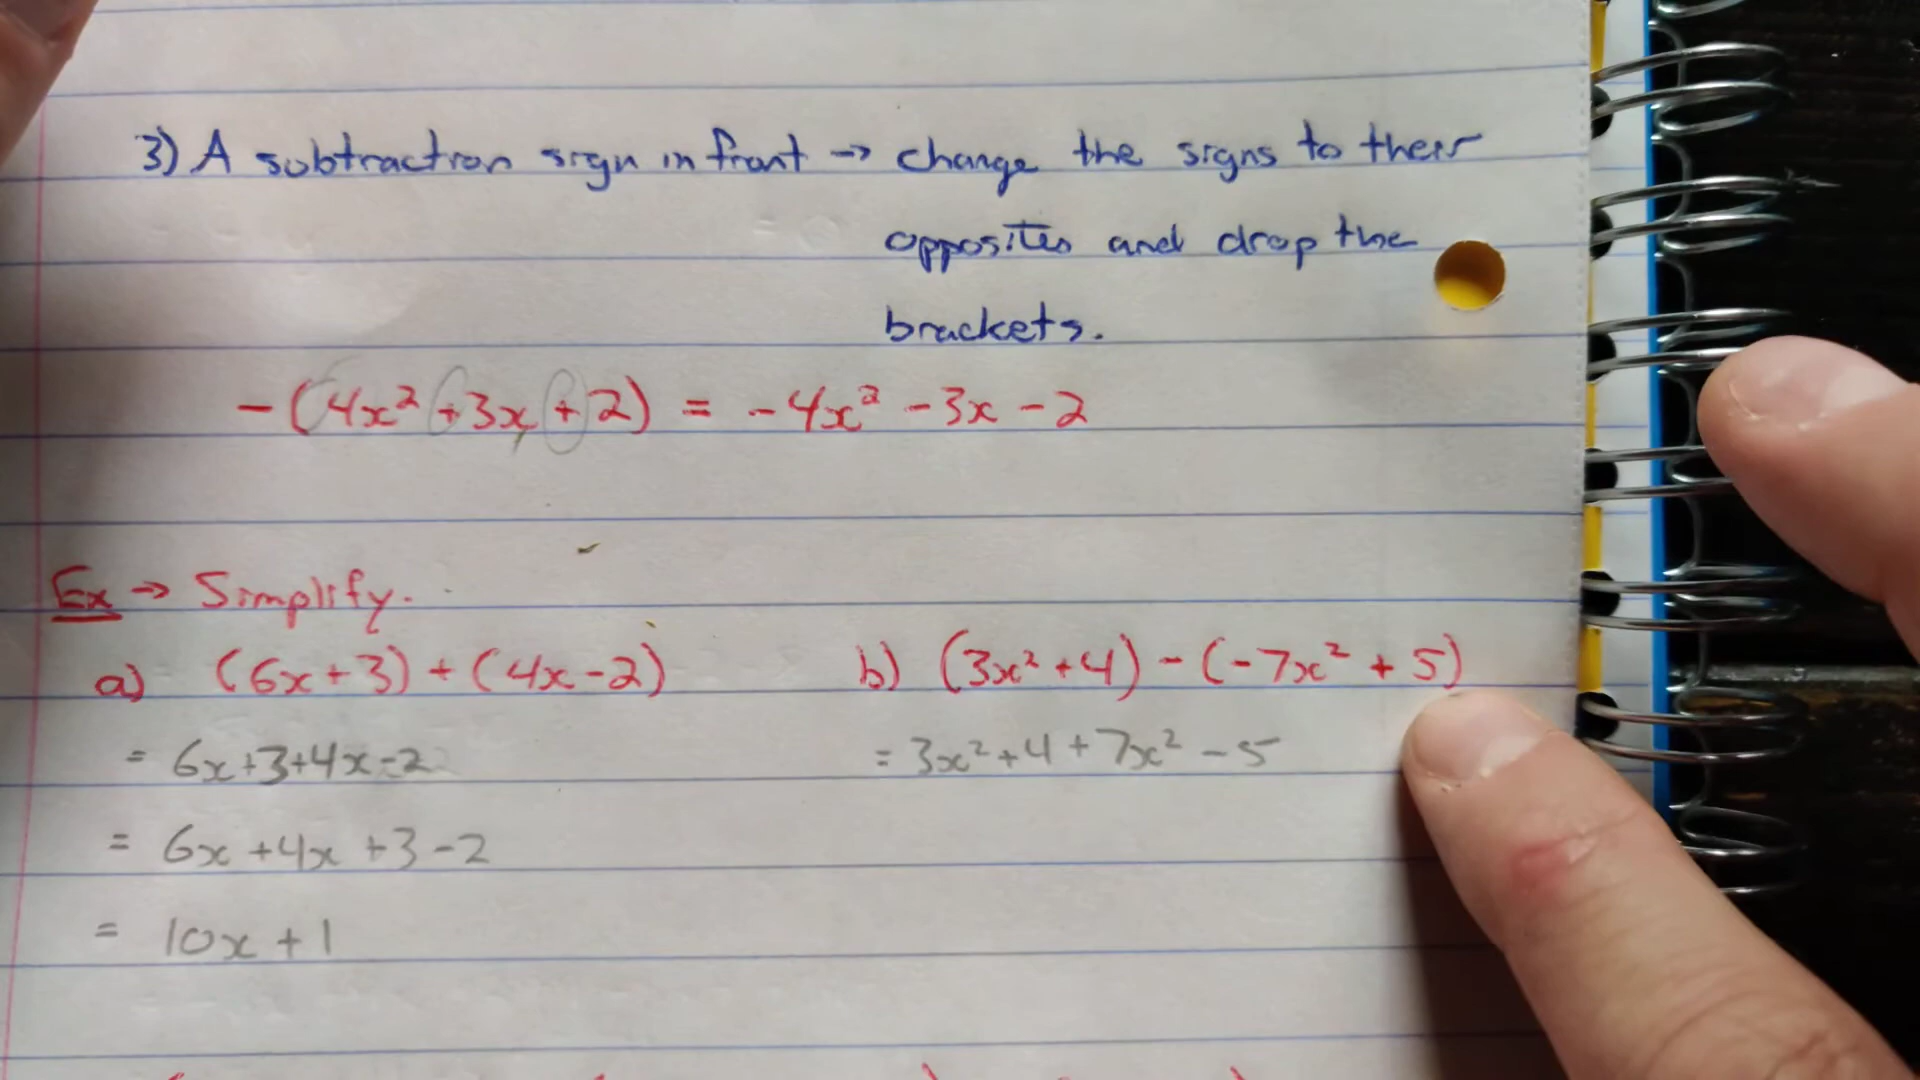 3) A subtraction sign in front → change the signs to their
opposites and drop the
brackets.
-(4x² +3x +2) = -4x² -3x -2
Ex → Simplify.
a) (6x+3)+(4x-2)
= 6x+3+4x-2
= 6x+4x+3-2
= 10x+1
b) (3x²+4)-(-7x²+5)
= 3x²+4+7x²-5